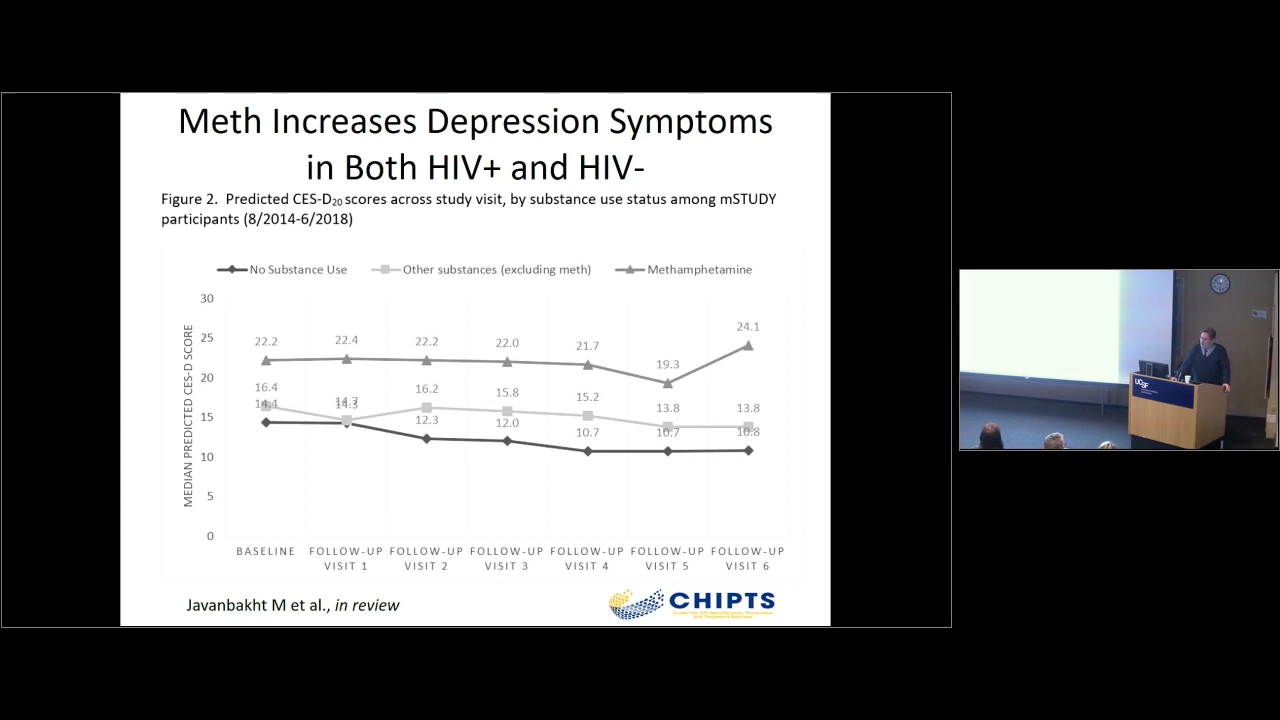 Meth Increases Depression Symptoms
in Both HIV+ and HIV-
Figure 2. Predicted CES-D20 scores across study visit, by substance use status among mSTUDY
participants (8/2014-6/2018)
No Substance Use
Other substances (excluding meth)
Methamphetamine
MEDIAN PREDICTED CES-D SCORE
30
25
20
15
10
5
0
22.2 22.4 22.2 22.0 21.7 19.3 24.1
16.4 14.7 16.2 15.8 15.2 13.8 13.8
14.4 14.3 12.3 12.0 10.7 10.7 10.8
BASELINE
FOLLOW-UP
VISIT 1
FOLLOW-UP
VISIT 2
FOLLOW-UP
VISIT 3
FOLLOW-UP
VISIT 4
FOLLOW-UP
VISIT 5
FOLLOW-UP
VISIT 6
Javanbakht M et al., in review
CHIPTS
UCSF